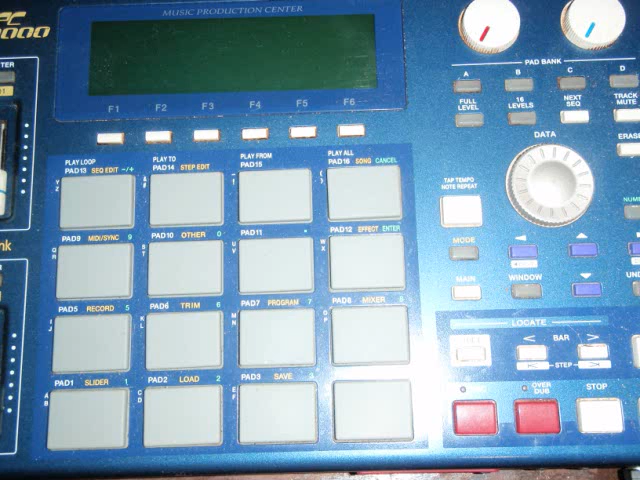 PC
MUSIC PRODUCTION CENTER
F1 F2 F3 F4 F5 F6
PAD BANK
A B C D
FULL LEVEL
16 LEVELS
NEXT SEQ
TRACK MUTE
DATA
ERASE
TAP TEMPO
NOTE REPEAT
MODE
MAIN
WINDOW
LOCATE
BAR
STEP
OVER DUB
STOP
PLAY LOOP
PAD13 SEQ EDIT -/+
PLAY TO
PAD14 STEP EDIT
PLAY FROM
PAD15
PLAY ALL
PAD16 SONG CANCEL
PAD9 MIDI/SYNC 9
PAD10 OTHER 0
PAD11
PAD12 EFFECT ENTER
PAD5 RECORD 5
PAD6 TRIM 6
PAD7 PROGRAM 7
PAD8 MIXER 8
PAD1 SLIDER 1
PAD2 LOAD 2
PAD3 SAVE 3